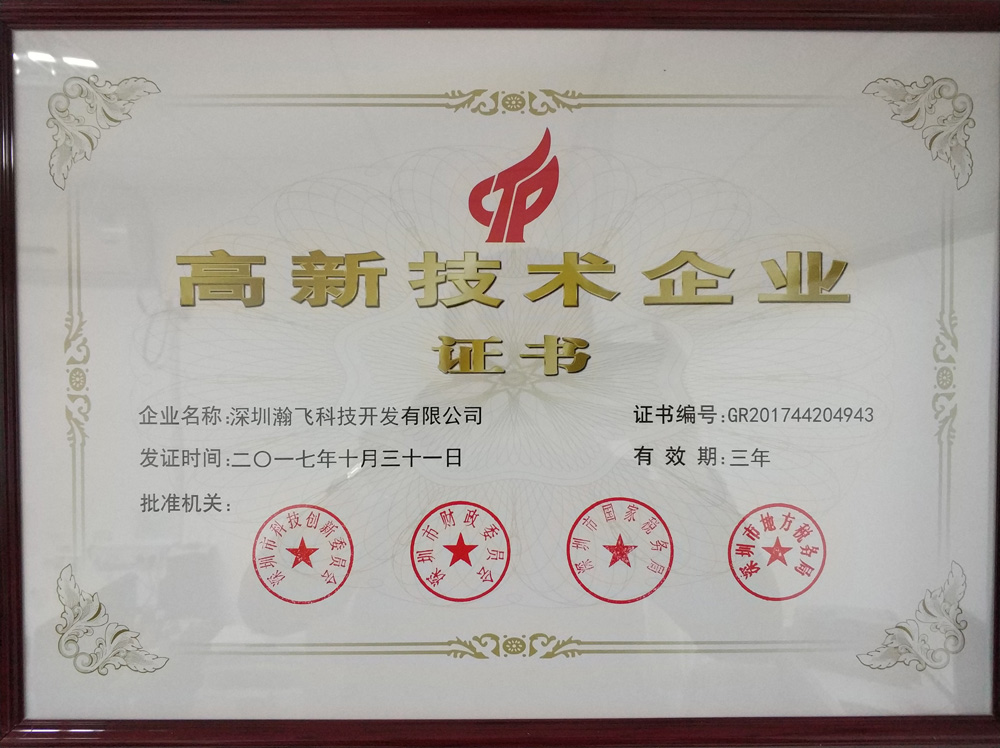 CTP
高新技术企业
证书
企业名称:深圳瀚飞科技开发有限公司
证书编号:GR201744204943
发证时间:二〇一七年十月三十一日
有效期:三年
批准机关:
深圳市科技创新委员会
深圳市财政委员会
深圳市国家税务局
深圳市地方税务局